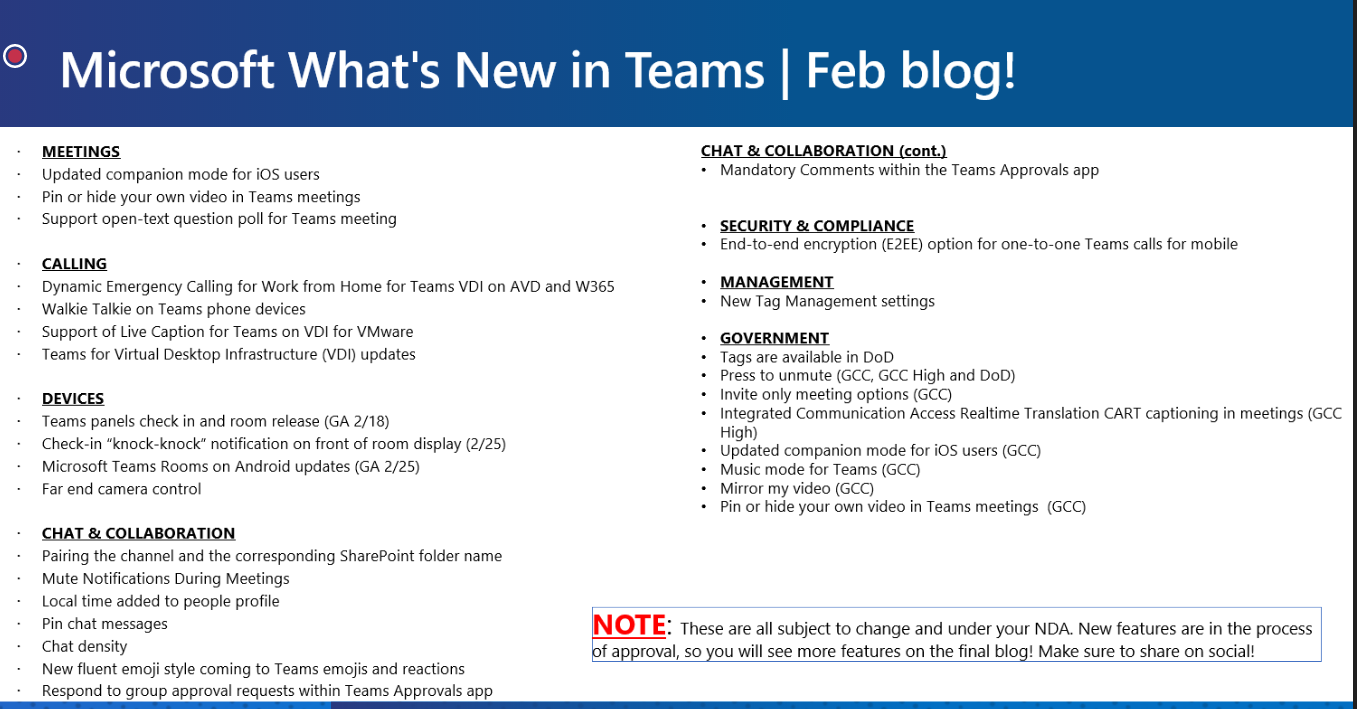 Microsoft What's New in Teams | Feb blog!
· MEETINGS
· Updated companion mode for iOS users
· Pin or hide your own video in Teams meetings
· Support open-text question poll for Teams meeting
· CALLING
· Dynamic Emergency Calling for Work from Home for Teams VDI on AVD and W365
· Walkie Talkie on Teams phone devices
· Support of Live Caption for Teams on VDI for VMware
· Teams for Virtual Desktop Infrastructure (VDI) updates
· DEVICES
· Teams panels check in and room release (GA 2/18)
· Check-in “knock-knock” notification on front of room display (2/25)
· Microsoft Teams Rooms on Android updates (GA 2/25)
· Far end camera control
· CHAT & COLLABORATION
· Pairing the channel and the corresponding SharePoint folder name
· Mute Notifications During Meetings
· Local time added to people profile
· Pin chat messages
· Chat density
· New fluent emoji style coming to Teams emojis and reactions
· Respond to group approval requests within Teams Approvals app
CHAT & COLLABORATION (cont.)
• Mandatory Comments within the Teams Approvals app
• SECURITY & COMPLIANCE
• End-to-end encryption (E2EE) option for one-to-one Teams calls for mobile
• MANAGEMENT
• New Tag Management settings
• GOVERNMENT
• Tags are available in DoD
• Press to unmute (GCC, GCC High and DoD)
• Invite only meeting options (GCC)
• Integrated Communication Access Realtime Translation CART captioning in meetings (GCC
High)
• Updated companion mode for iOS users (GCC)
• Music mode for Teams (GCC)
• Mirror my video (GCC)
• Pin or hide your own video in Teams meetings  (GCC)
NOTE: These are all subject to change and under your NDA. New features are in the process
of approval, so you will see more features on the final blog! Make sure to share on social!